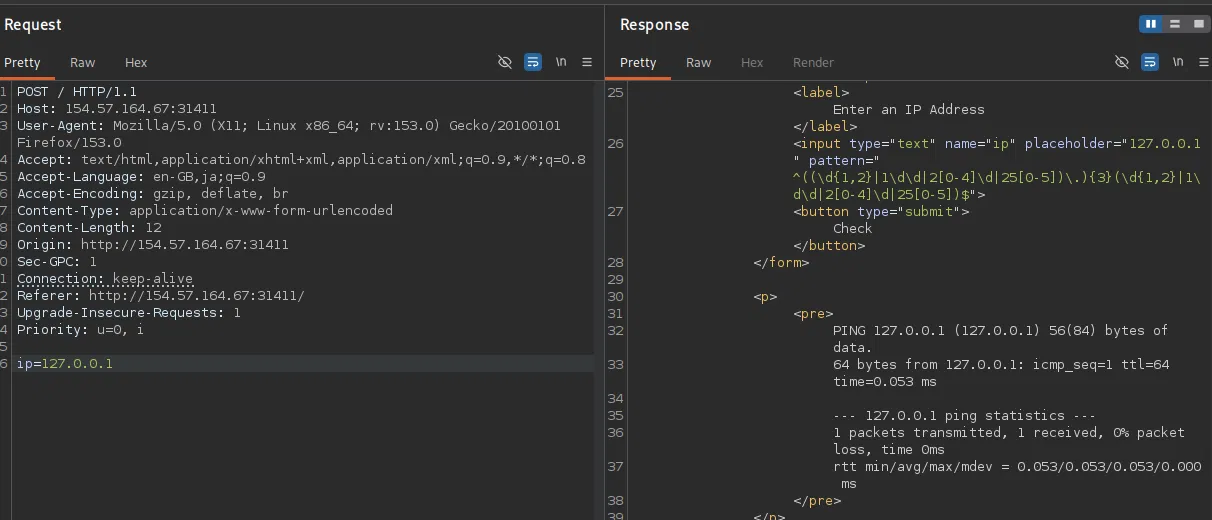 Request
Pretty Raw Hex \n
1 POST / HTTP/1.1
2 Host: 154.57.164.67:31411
3 User-Agent: Mozilla/5.0 (X11; Linux x86_64; rv:153.0) Gecko/20100101
Firefox/153.0
4 Accept: text/html,application/xhtml+xml,application/xml;q=0.9,*/*;q=0.8
5 Accept-Language: en-GB,ja;q=0.9
6 Accept-Encoding: gzip, deflate, br
7 Content-Type: application/x-www-form-urlencoded
8 Content-Length: 12
9 Origin: http://154.57.164.67:31411
0 Sec-GPC: 1
1 Connection: keep-alive
2 Referer: http://154.57.164.67:31411/
3 Upgrade-Insecure-Requests: 1
4 Priority: u=0, i
5
6 ip=127.0.0.1
Response
Pretty Raw Hex Render \n
25 <label>
Enter an IP Address
</label>
26 <input type="text" name="ip" placeholder="127.0.0.1
" pattern="
^((\d{1,2}|1\d\d|2[0-4]\d|25[0-5])\.){3}(\d{1,2}|1\
d\d|2[0-4]\d|25[0-5])$">
27 <button type="submit">
Check
</button>
28 </form>
29
30 <p>
31 <pre>
32 PING 127.0.0.1 (127.0.0.1) 56(84) bytes of
data.
33 64 bytes from 127.0.0.1: icmp_seq=1 ttl=64
time=0.053 ms
34
35 --- 127.0.0.1 ping statistics ---
36 1 packets transmitted, 1 received, 0% packet
loss, time 0ms
37 rtt min/avg/max/mdev = 0.053/0.053/0.053/0.000
ms
38 </pre>
39 </p>